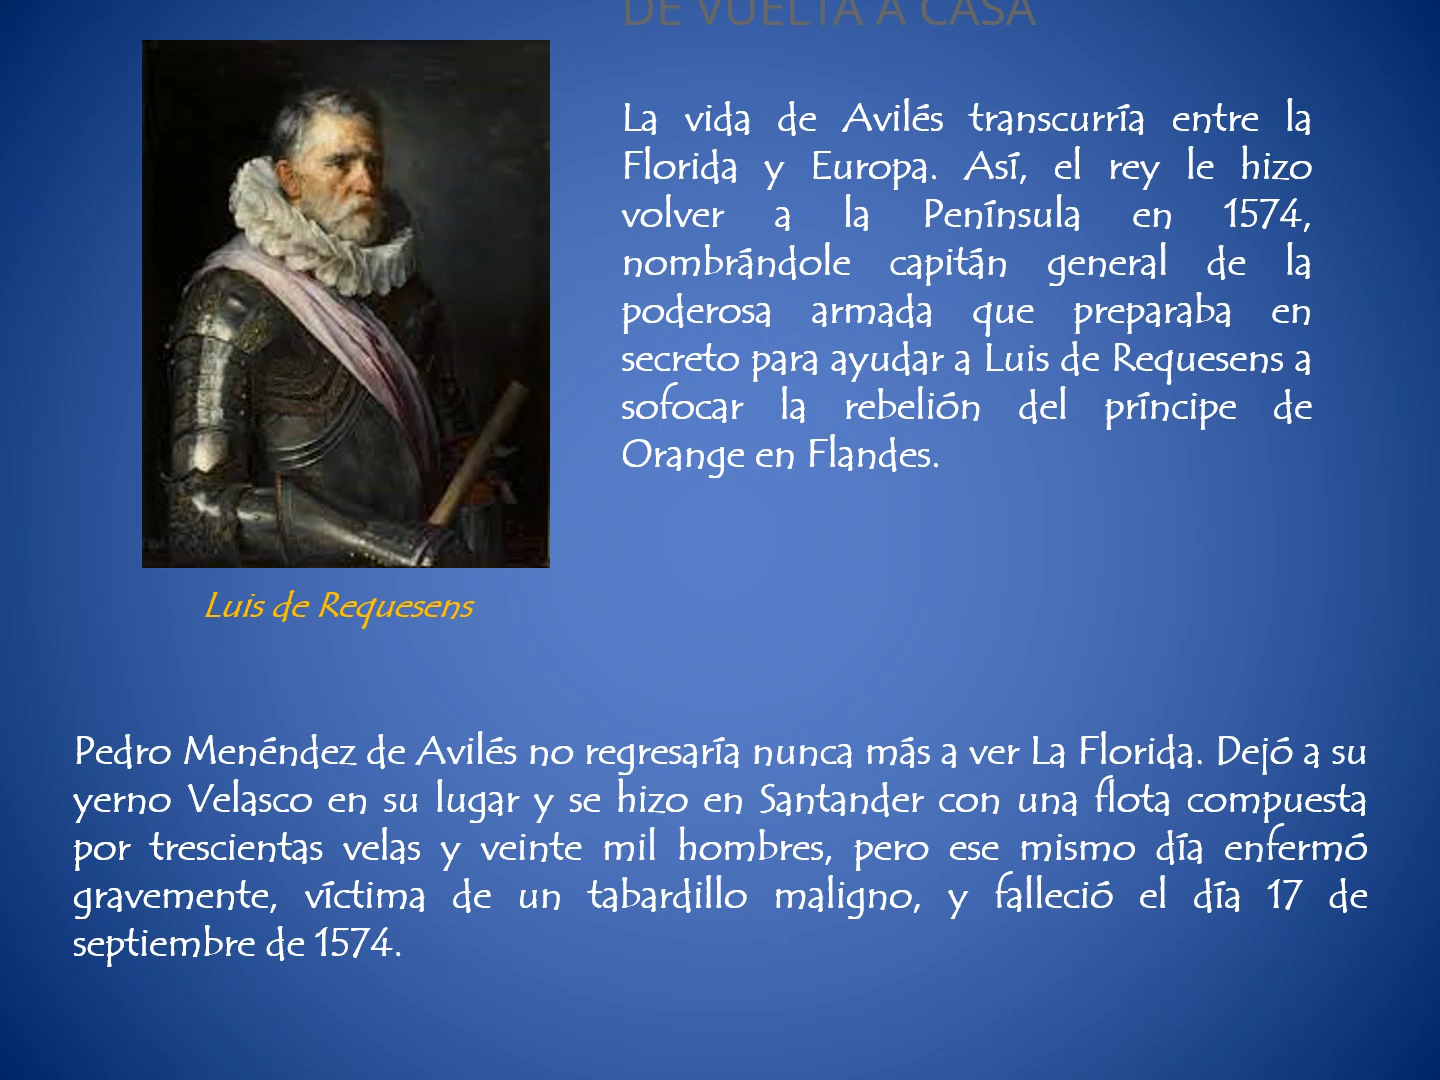 DE VUELTA A CASA
La vida de Avilés transcurría entre la
Florida y Europa. Así, el rey le hizo
volver a la Península en 1574,
nombrándole capitán general de la
poderosa armada que preparaba en
secreto para ayudar a Luis de Requesens a
sofocar la rebelión del príncipe de
Orange en Flandes.
Luis de Requesens
Pedro Menéndez de Avilés no regresaría nunca más a ver La Florida. Dejó a su
yerno Velasco en su lugar y se hizo en Santander con una flota compuesta
por trescientas velas y veinte mil hombres, pero ese mismo día enfermó
gravemente, víctima de un tabardillo maligno, y falleció el día 17 de
septiembre de 1574.